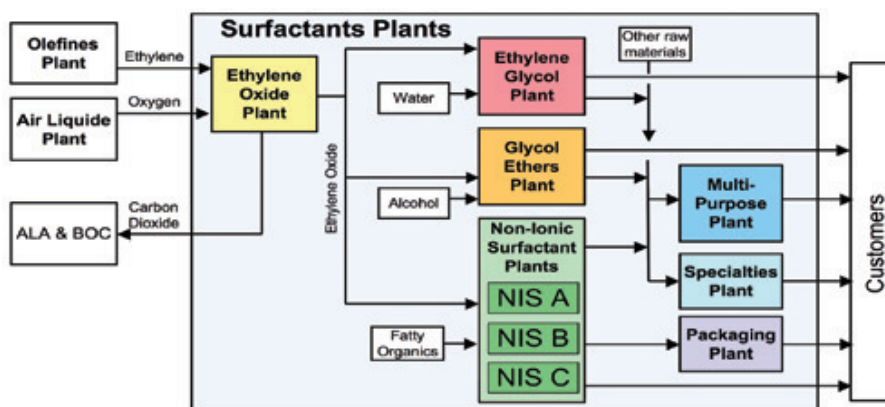 Surfactants Plants
Olefines
Plant
Ethylene
Air Liquide
Plant
Oxygen
ALA & BOC
Carbon
Dioxide
Ethylene
Oxide
Plant
Ethylene Oxide
Water
Alcohol
Fatty
Organics
Ethylene
Glycol
Plant
Glycol
Ethers
Plant
Non-Ionic
Surfactant
Plants
NIS A
NIS B
NIS C
Other raw
materials
Multi-
Purpose
Plant
Specialties
Plant
Packaging
Plant
Customers